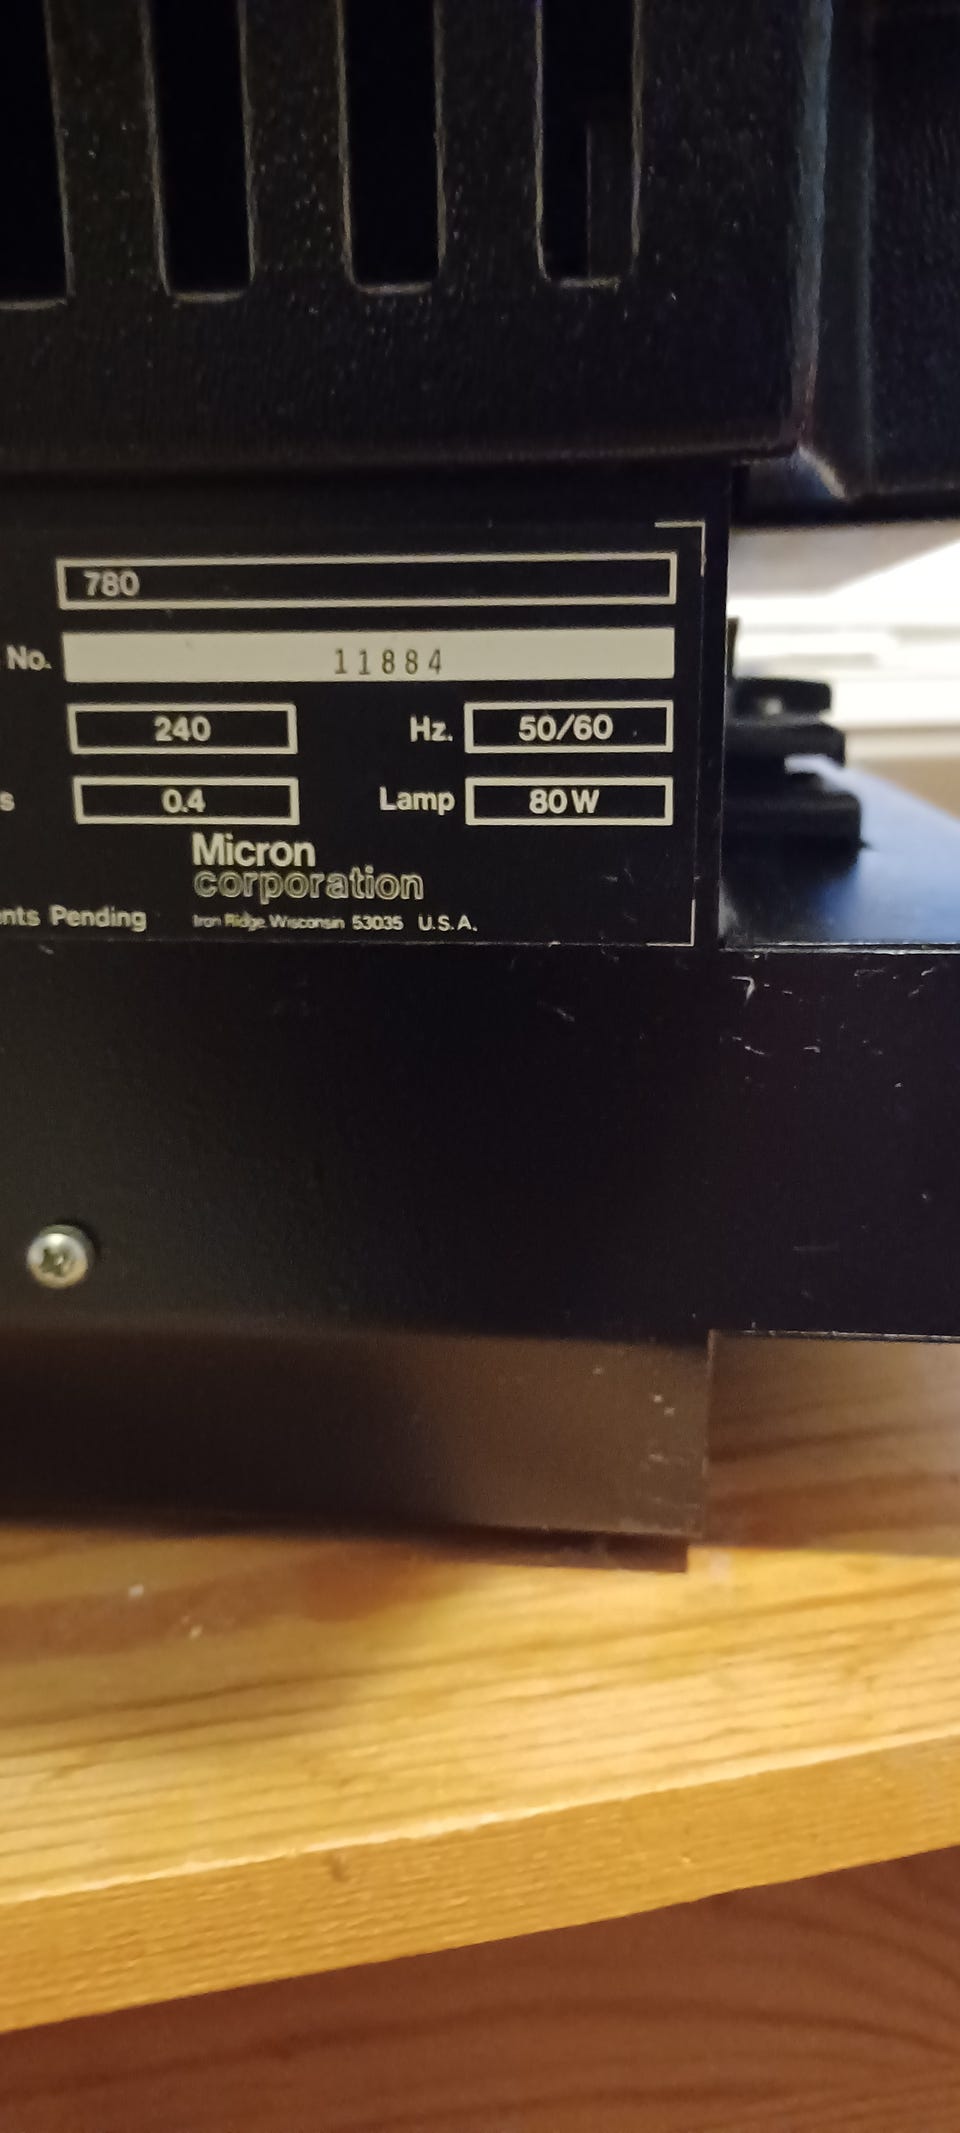 780
No. 11884
240 Hz. 50/60
s 0.4 Lamp 80W
Micron
corporation
nts Pending Iron Ridge, Wisconsin 53035 U.S.A.